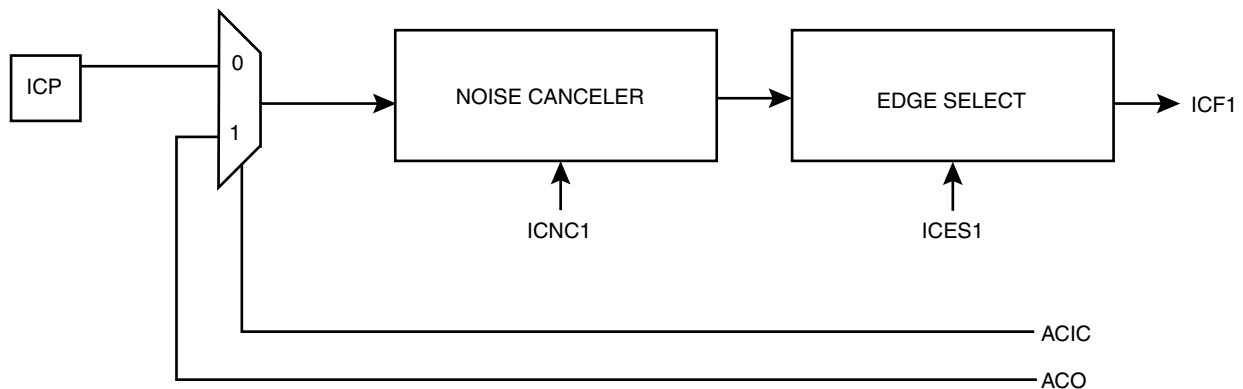 0
ICP
NOISE CANCELER
EDGE SELECT
ICF1
1
ICNC1
ICES1
ACIC
ACO